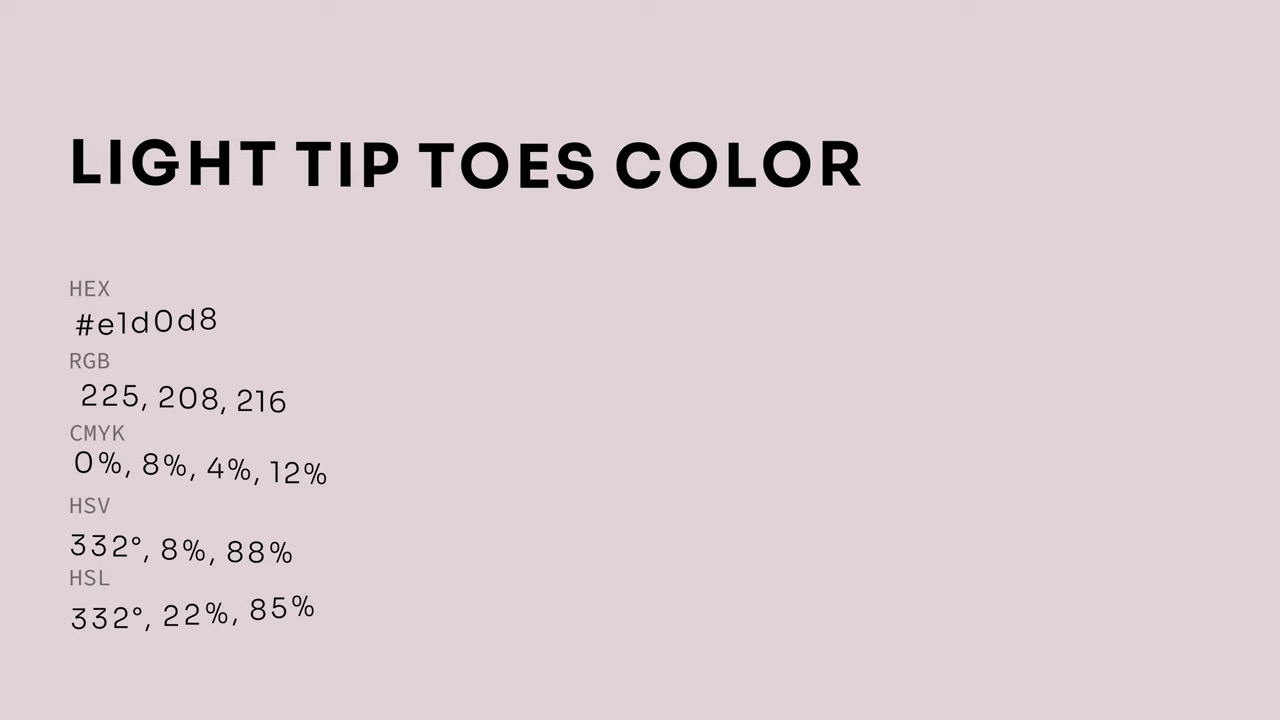 LIGHT TIP TOES COLOR
HEX
#e1d0d8
RGB
225, 208, 216
CMYK
0%, 8%, 4%, 12%
HSV
332°, 8%, 88%
HSL
332°, 22%, 85%